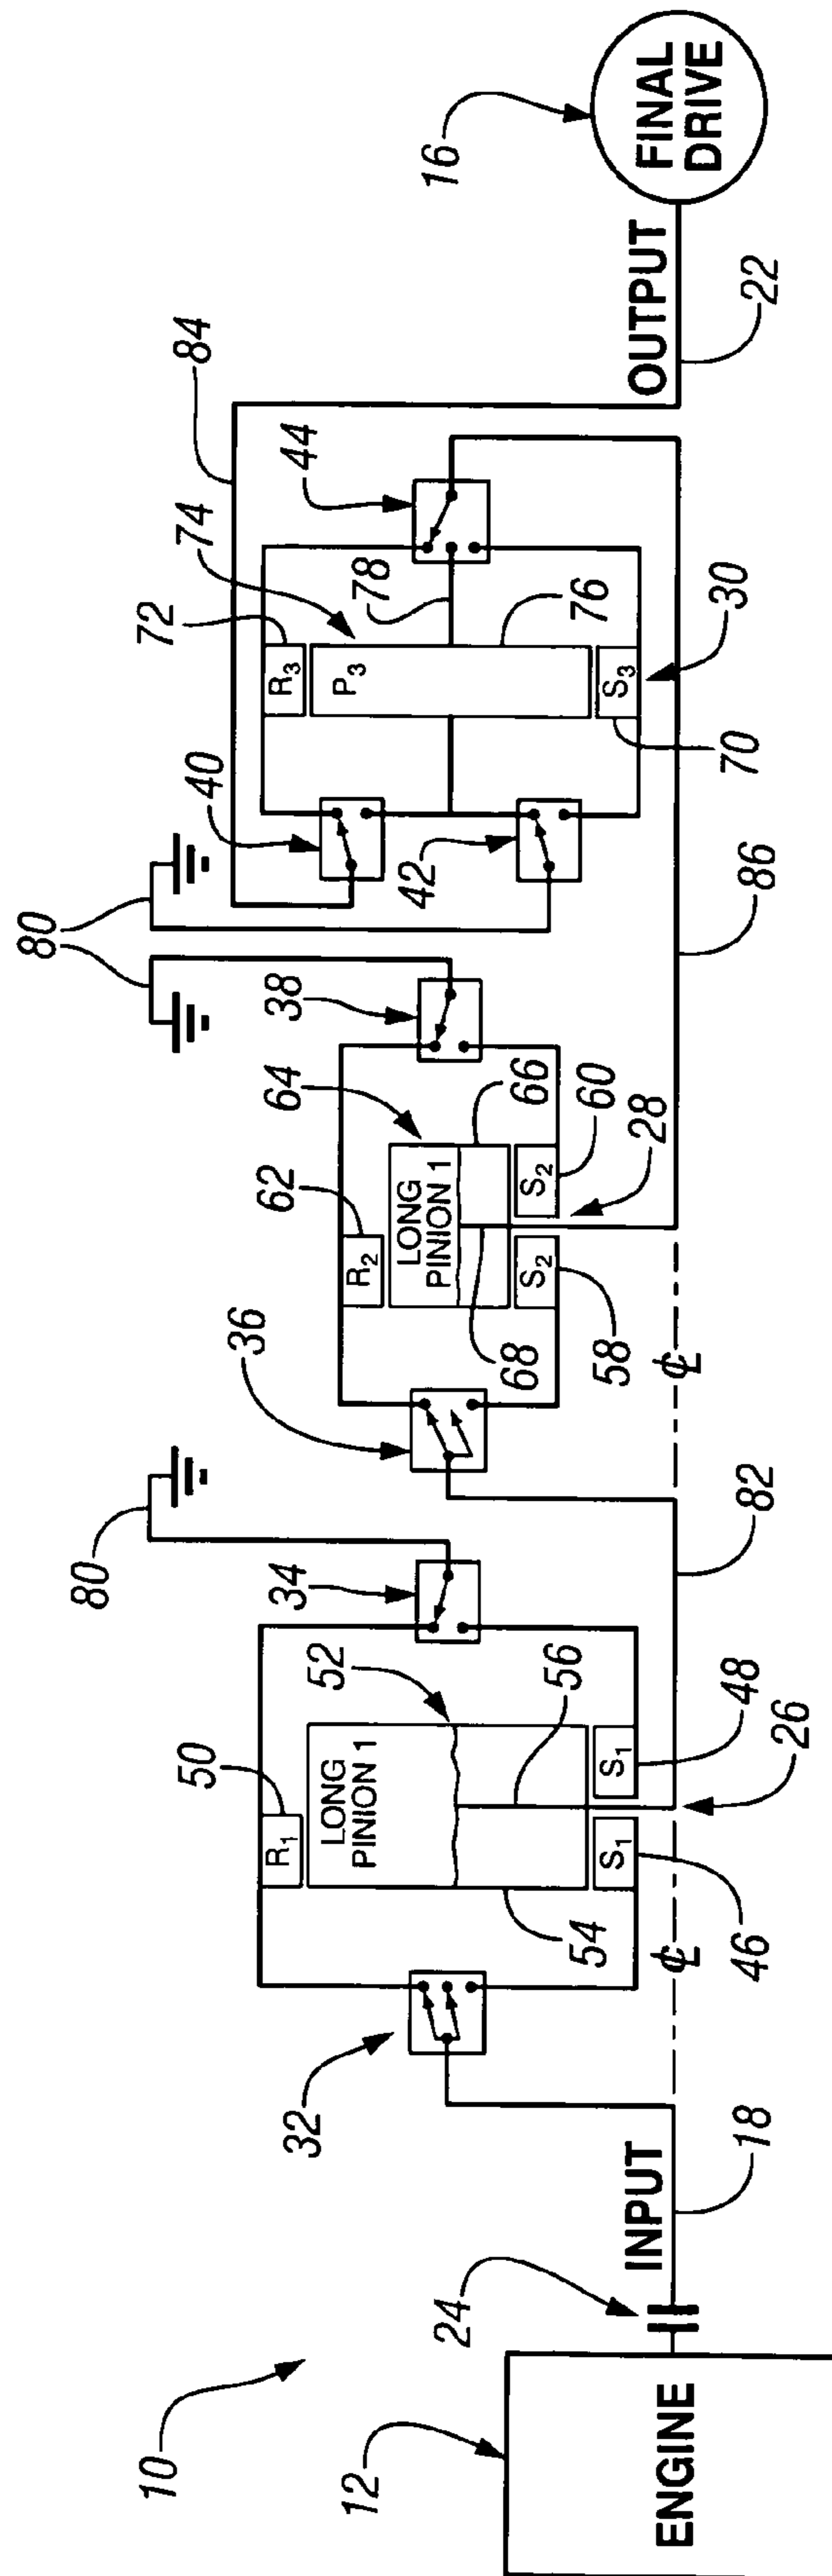 10
12
ENGINE
24
INPUT
18
32
50
R1
LONG
PINION 1
52
54
56
S1
S1
46
48
26
℄
34
80
82
36
62
R2
LONG
PINION 1
64
66
68
S2
S2
58
60
28
℄
38
80
86
40
42
72
74
R3
P3
76
78
S3
70
30
44
84
OUTPUT
22
16
FINAL
DRIVE